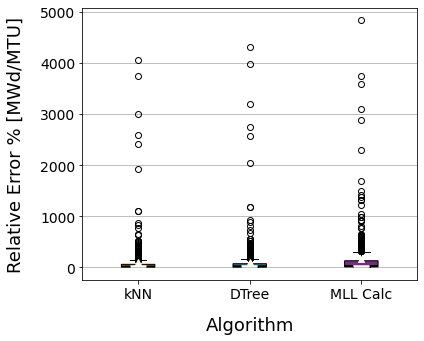 Relative Error % [MWd/MTU]
5000
4000
3000
2000
1000
0
kNN
DTree
MLL Calc
Algorithm